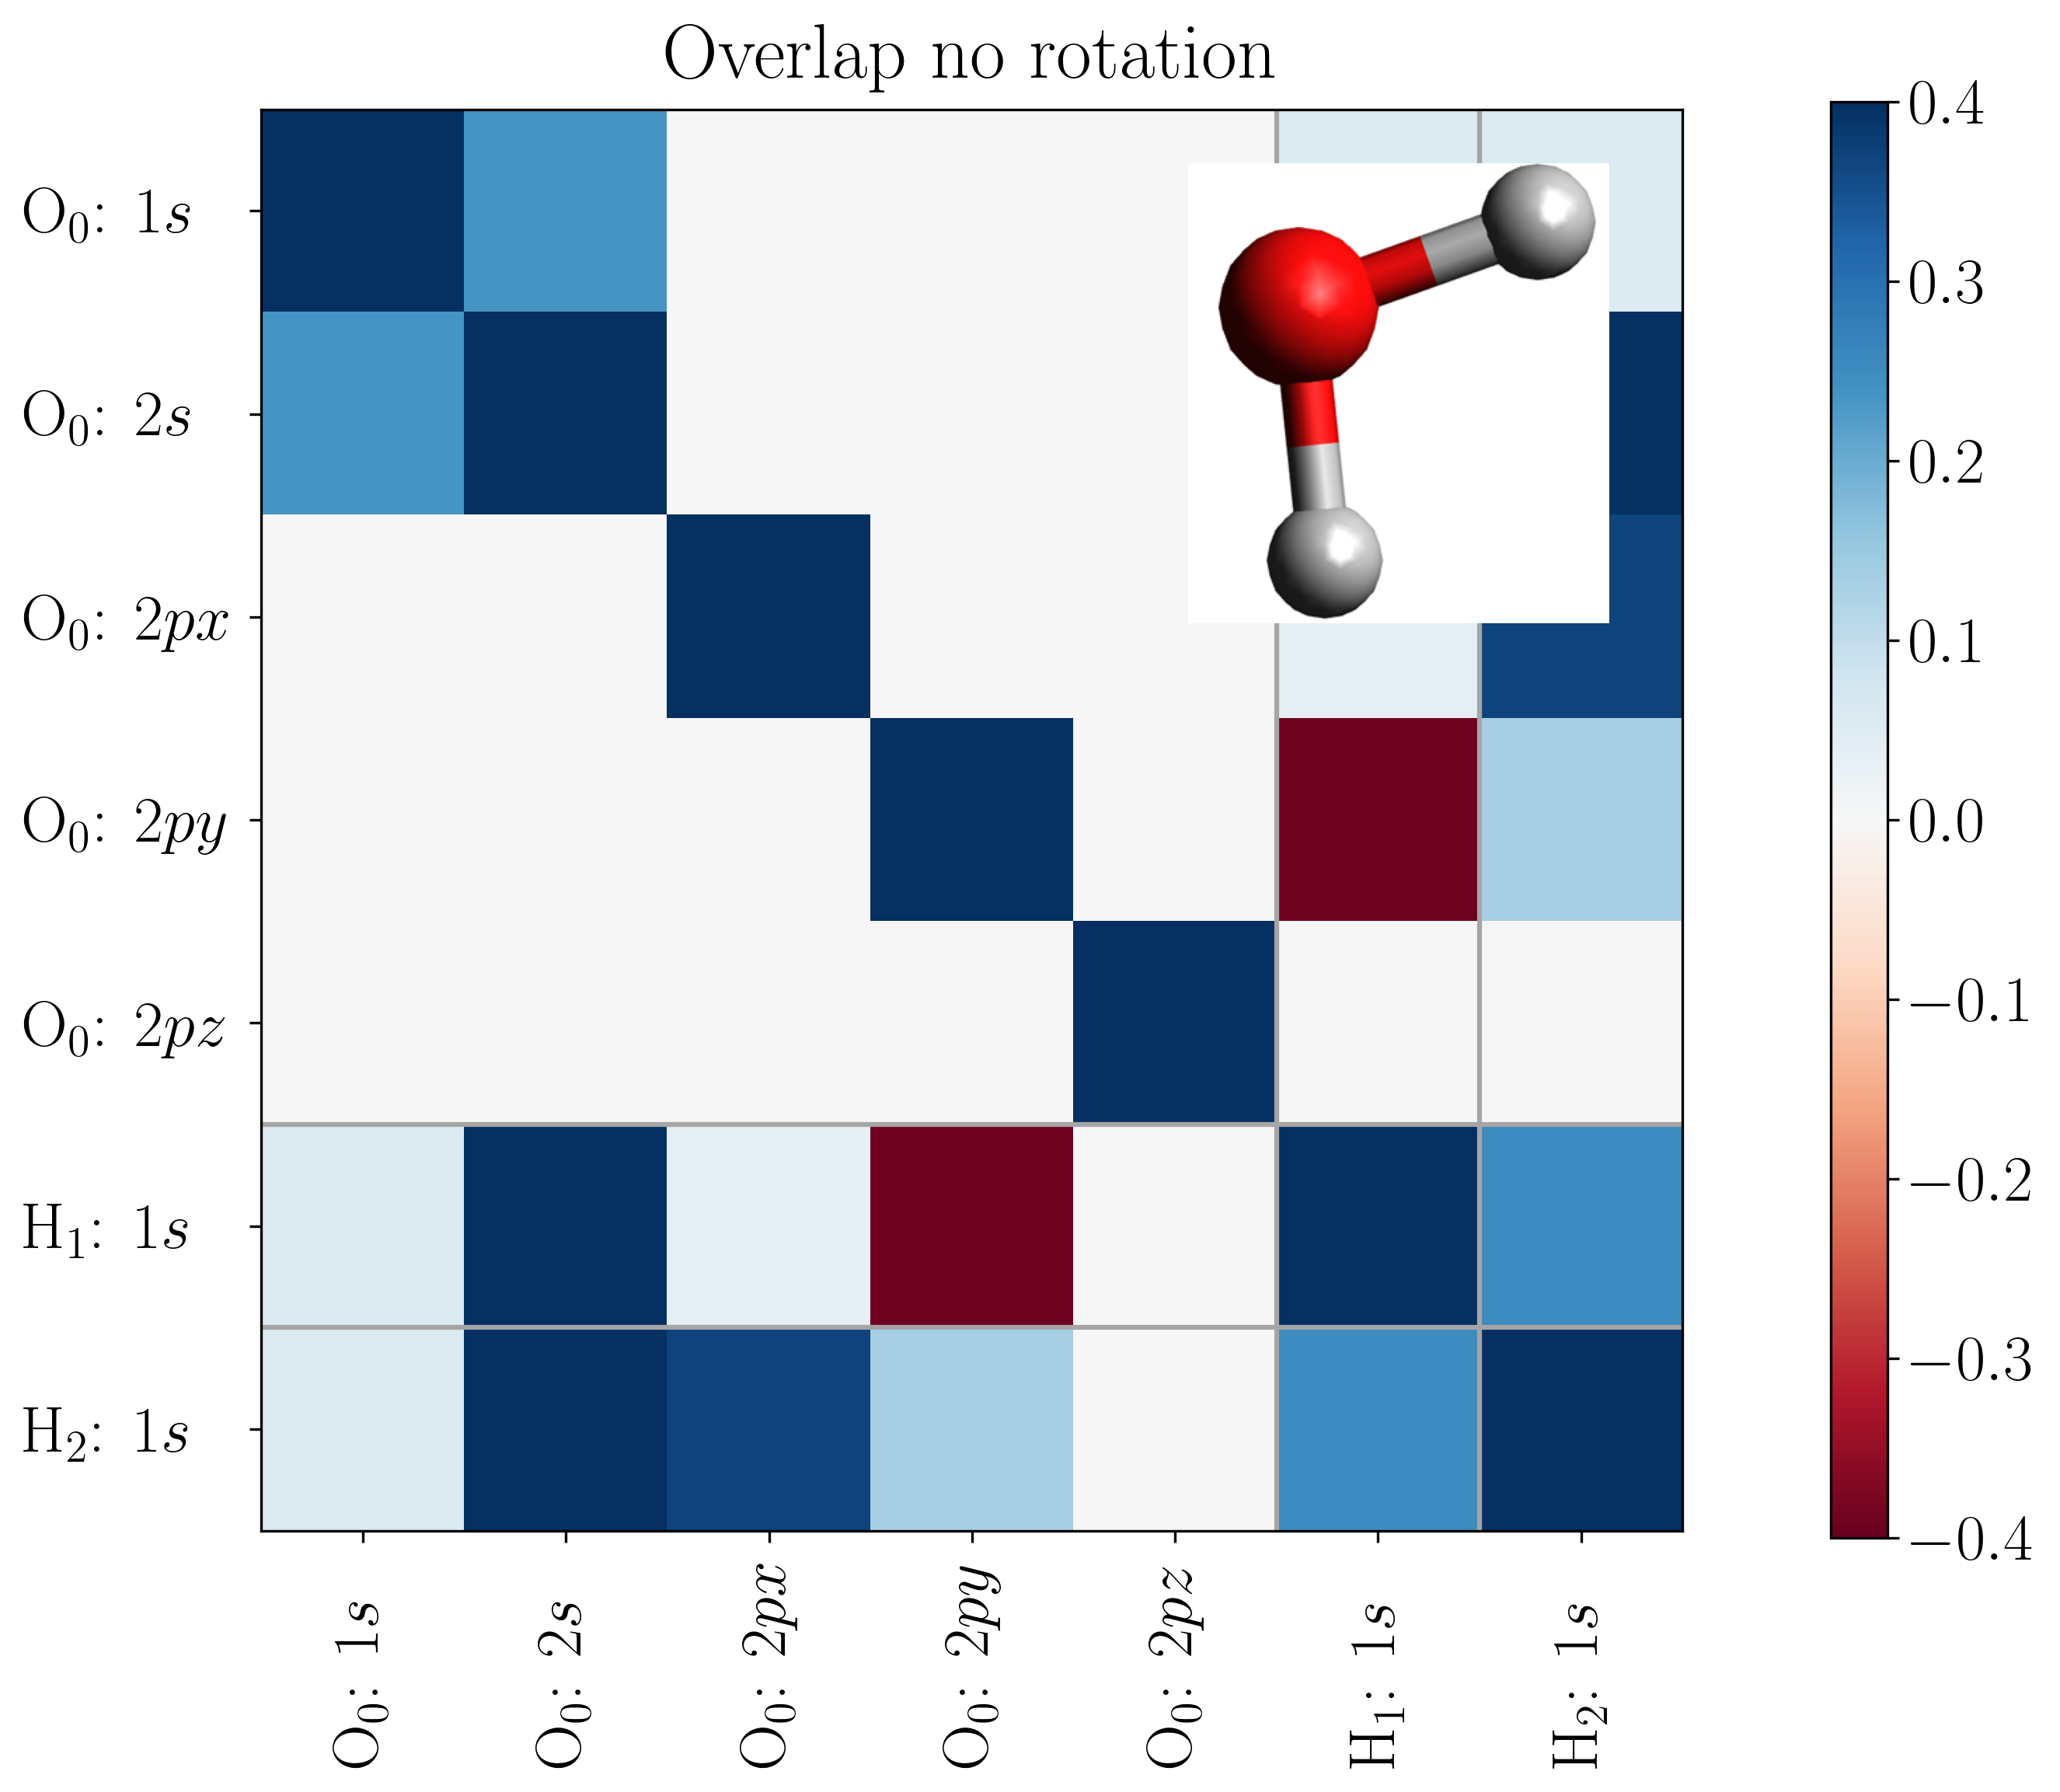 Overlap no rotation
O₀: 1s
O₀: 2s
O₀: 2px
O₀: 2py
O₀: 2pz
H₁: 1s
H₂: 1s
O₀: 1s
O₀: 2s
O₀: 2px
O₀: 2py
O₀: 2pz
H₁: 1s
H₂: 1s
0.4
0.3
0.2
0.1
0.0
−0.1
−0.2
−0.3
−0.4